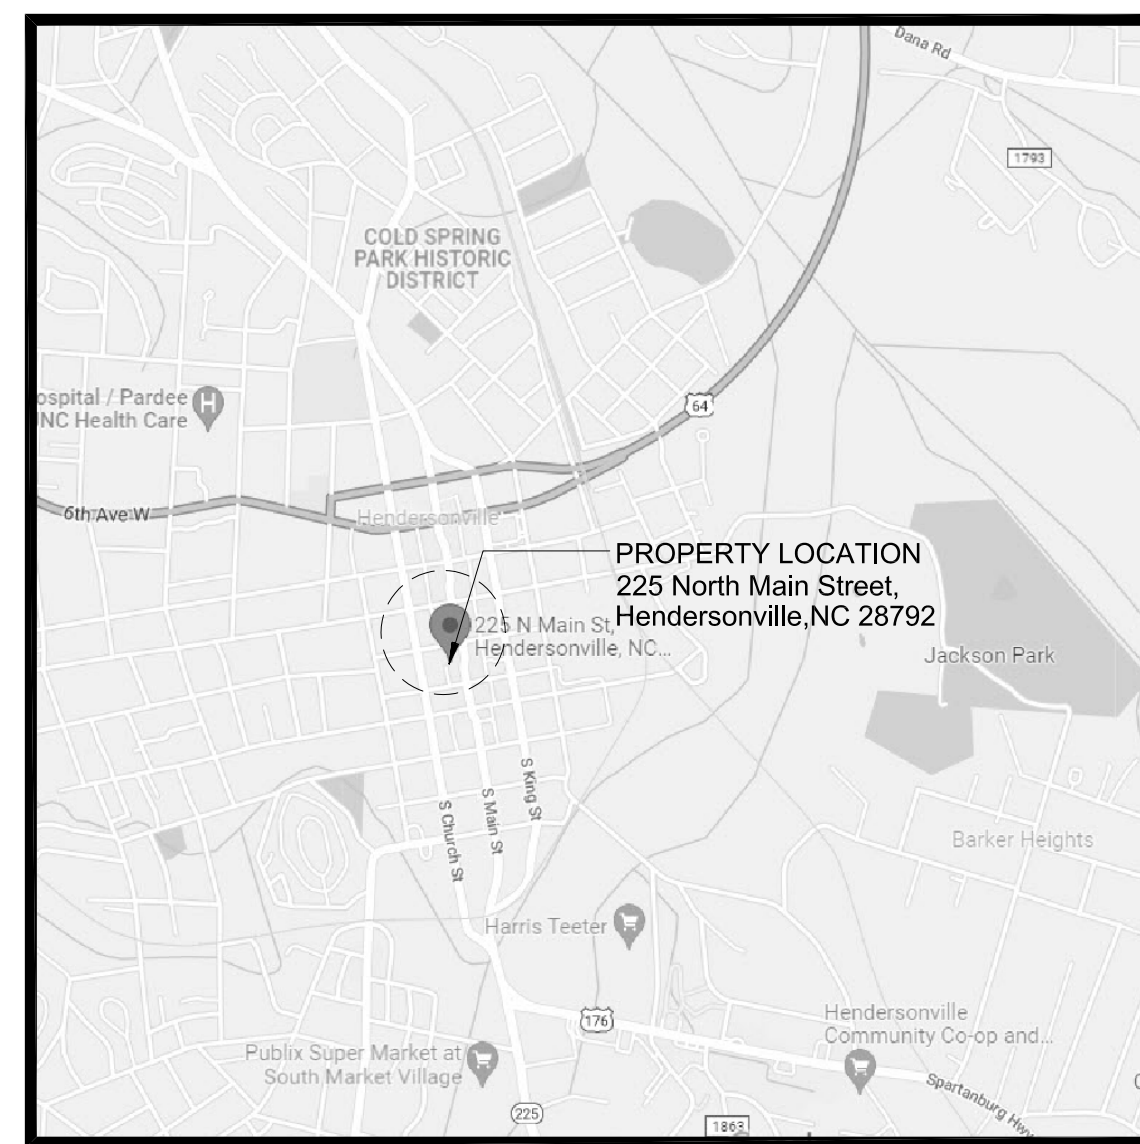 Dana Rd
1793
COLD SPRING
PARK HISTORIC
DISTRICT
ospital / Pardee
NC Health Care
H
64
6th Ave W
Hendersonville
PROPERTY LOCATION
225 North Main Street,
Hendersonville,NC 28792
225 N Main St,
Hendersonville, NC...
Jackson Park
S King St
S Main St
S Church St
Barker Heights
Harris Teeter
176
Hendersonville
Community Co-op and...
Publix Super Market at
South Market Village
Spartanburg Hwy
225
1863